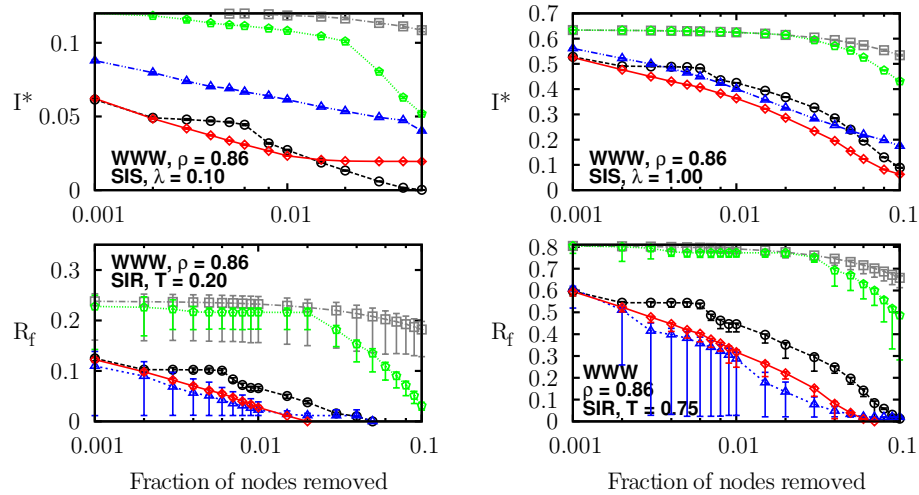 0.1
I*
0.05
0
WWW, ρ = 0.86
SIS, λ = 0.10
0.001
0.01
0.7
0.6
0.5
0.4
I*
0.3
0.2
0.1
0
WWW, ρ = 0.86
SIS, λ = 1.00
0.001
0.01
0.1
0.3
0.2
R_f
0.1
0
WWW, ρ = 0.86
SIR, T = 0.20
0.001
0.01
0.1
Fraction of nodes removed
0.8
0.7
0.6
0.5
R_f
0.4
0.3
0.2
0.1
0
WWW
ρ = 0.86
SIR, T = 0.75
0.001
0.01
0.1
Fraction of nodes removed